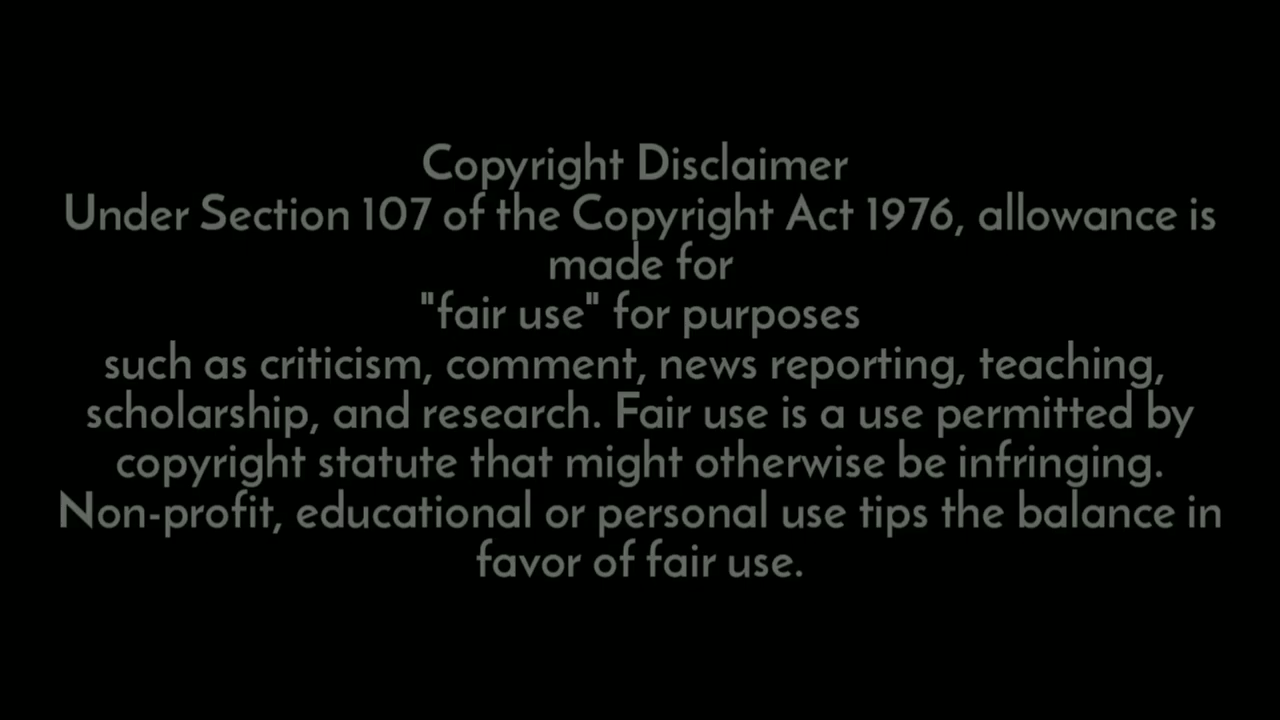 Copyright Disclaimer
Under Section 107 of the Copyright Act 1976, allowance is
made for
"fair use" for purposes
such as criticism, comment, news reporting, teaching,
scholarship, and research. Fair use is a use permitted by
copyright statute that might otherwise be infringing.
Non-profit, educational or personal use tips the balance in
favor of fair use.